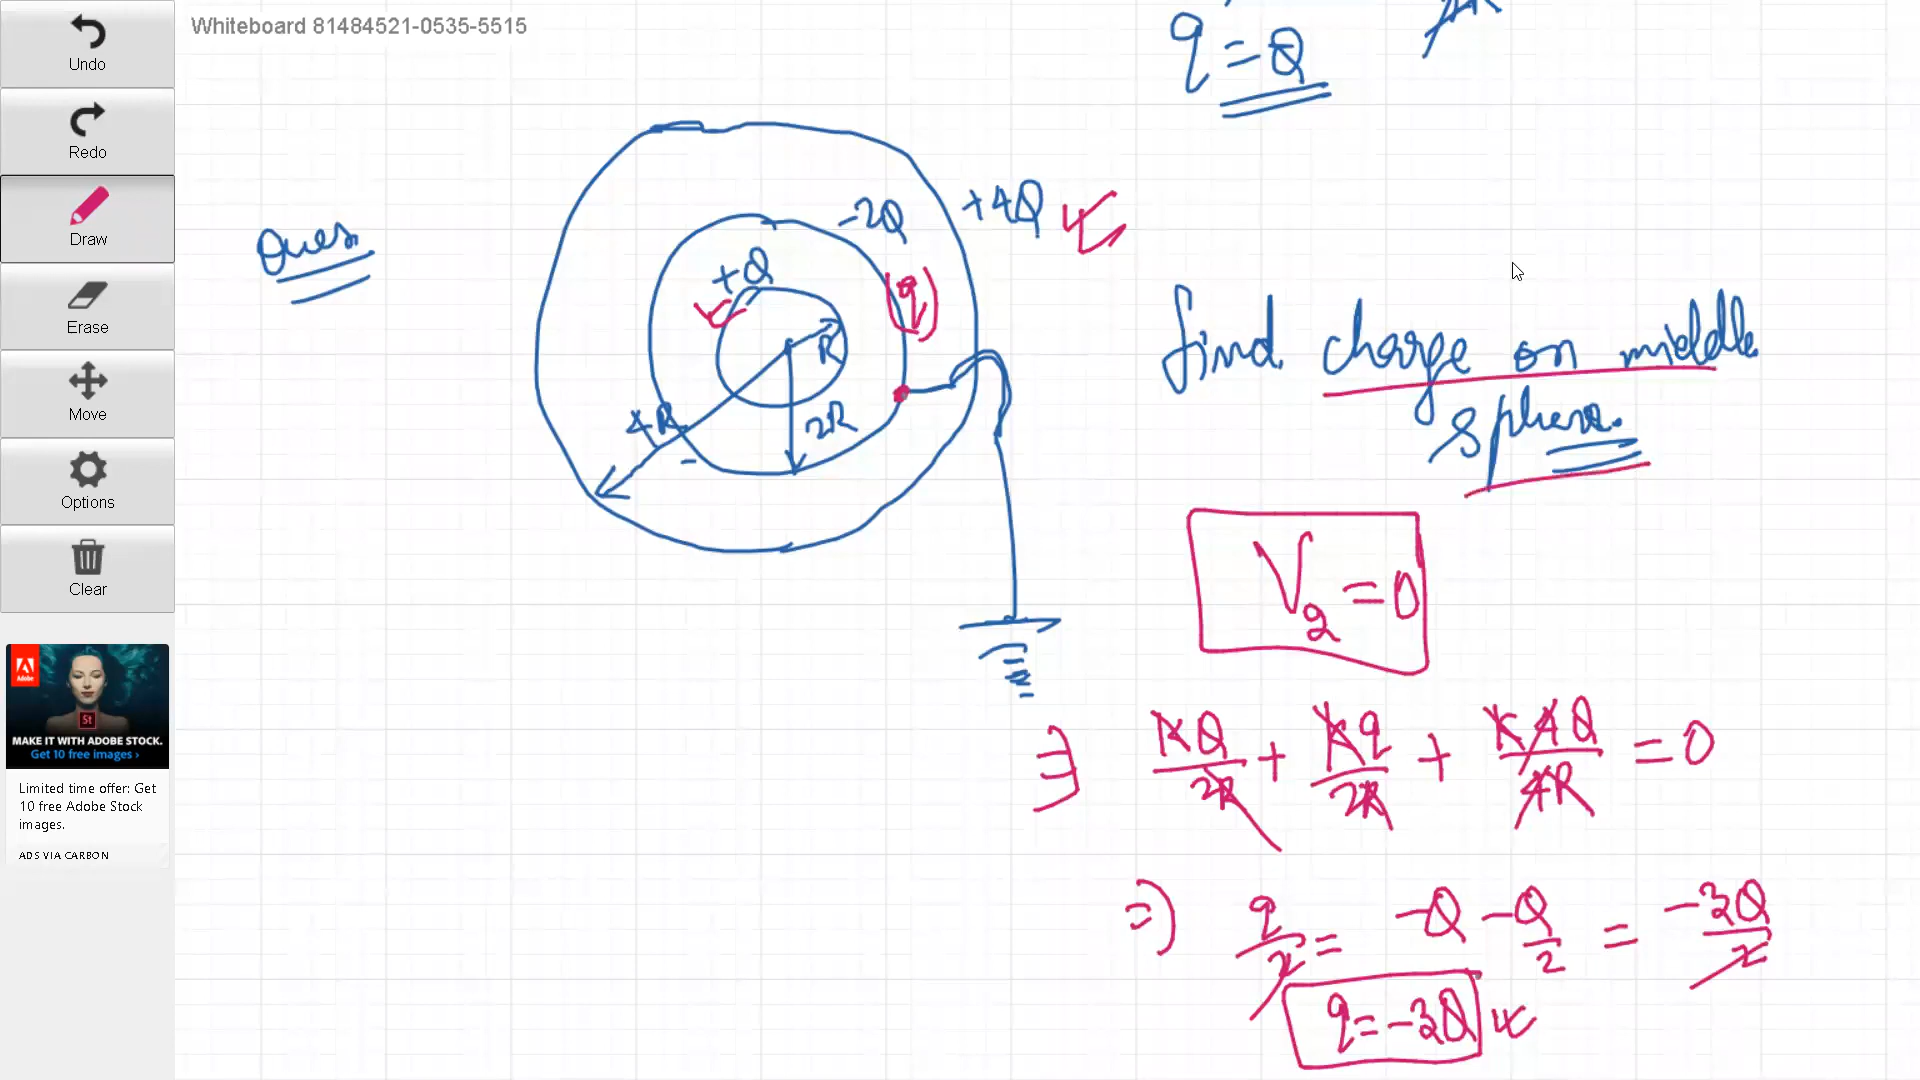 Whiteboard 81484521-0535-5515
Undo
Redo
Draw
Erase
Move
Options
Clear
Adobe
St
MAKE IT WITH ADOBE STOCK.
Get 10 free images ›
Limited time offer: Get
10 free Adobe Stock
images.
ADS VIA CARBON
q = Q
Ques
+4Q
-2Q
+Q
q
R
4R
2R
find charge on middle
sphere.
V₂ = 0
⇒ KQ/2R + Kq/2R + K4Q/4R = 0
⇒ q/2 = -Q - Q/2 = -3Q/2
q = -3Q